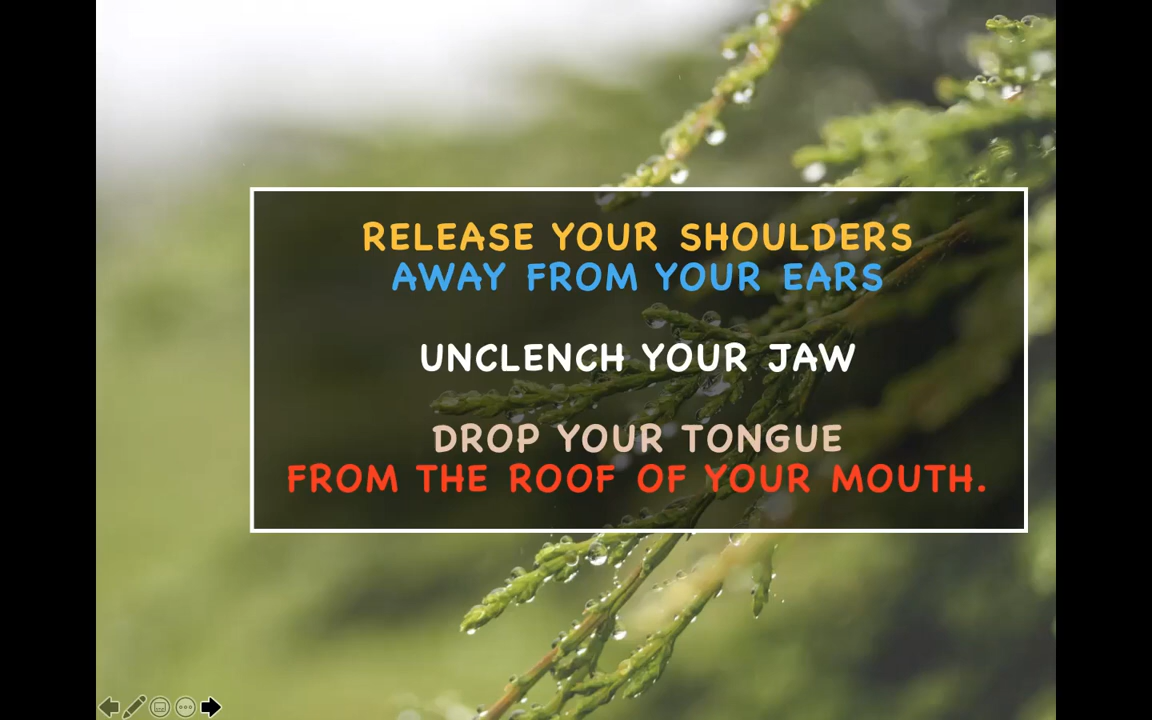 RELEASE YOUR SHOULDERS
AWAY FROM YOUR EARS
UNCLENCH YOUR JAW
DROP YOUR TONGUE
FROM THE ROOF OF YOUR MOUTH.